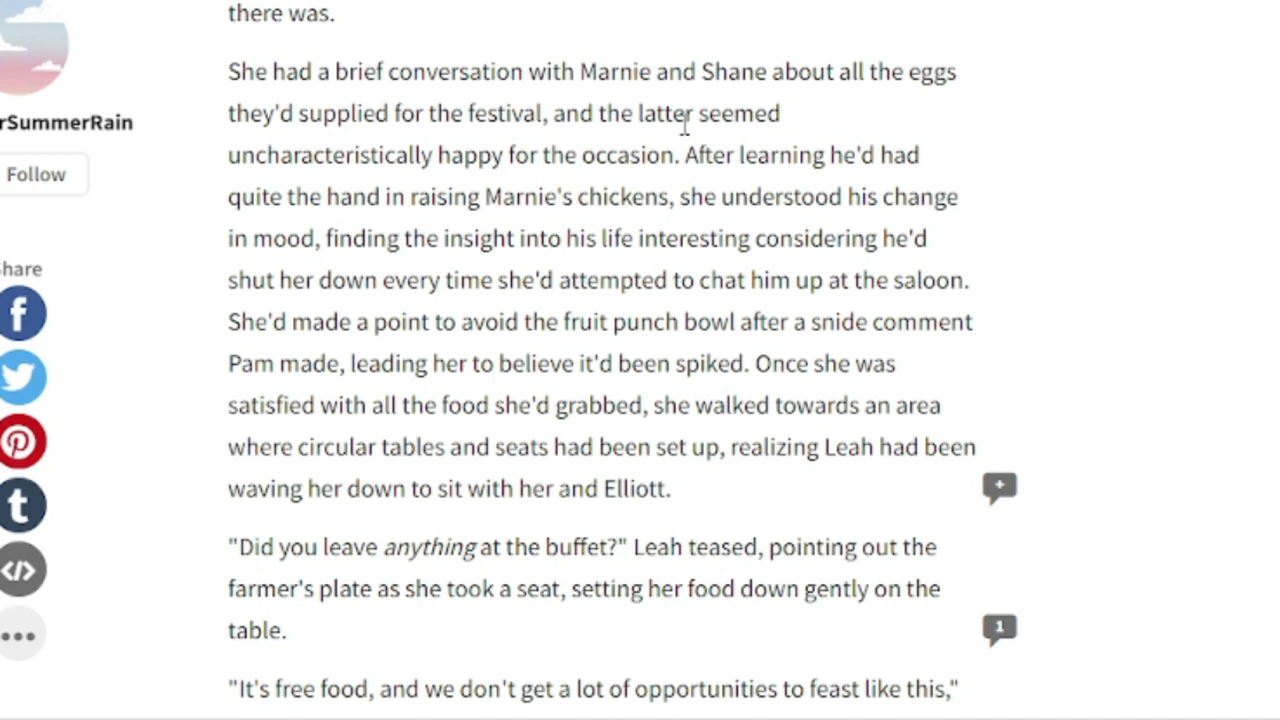 there was.
She had a brief conversation with Marnie and Shane about all the eggs
they'd supplied for the festival, and the latter seemed
uncharacteristically happy for the occasion. After learning he'd had
quite the hand in raising Marnie's chickens, she understood his change
in mood, finding the insight into his life interesting considering he'd
shut her down every time she'd attempted to chat him up at the saloon.
She'd made a point to avoid the fruit punch bowl after a snide comment
Pam made, leading her to believe it'd been spiked. Once she was
satisfied with all the food she'd grabbed, she walked towards an area
where circular tables and seats had been set up, realizing Leah had been
waving her down to sit with her and Elliott.
+
"Did you leave anything at the buffet?" Leah teased, pointing out the
farmer's plate as she took a seat, setting her food down gently on the
table.
1
"It's free food, and we don't get a lot of opportunities to feast like this,"
rSummerRain
Follow
Share